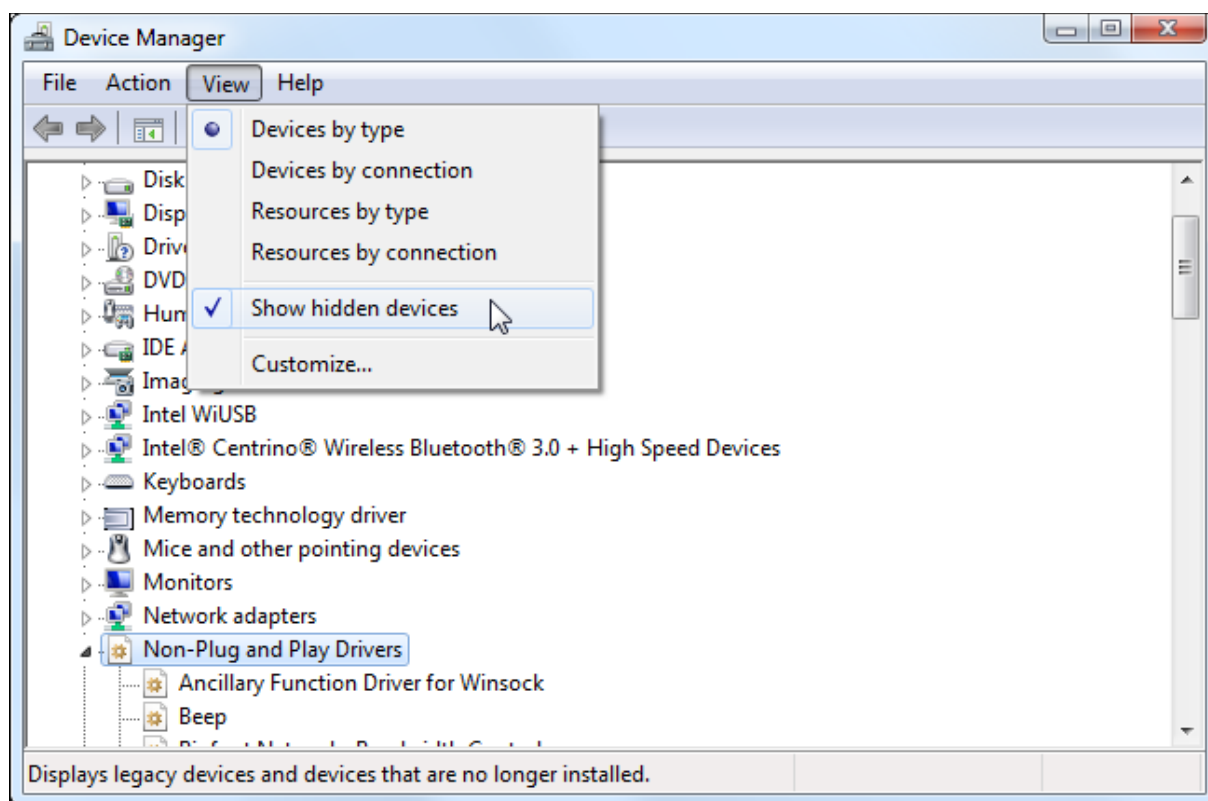 Device Manager
File Action View Help
Devices by type
Devices by connection
Resources by type
Resources by connection
Show hidden devices
Customize...
Disk
Disp
DVD
IDE
Intel WiUSB
Intel® Centrino® Wireless Bluetooth® 3.0 + High Speed Devices
Keyboards
Memory technology driver
Mice and other pointing devices
Monitors
Network adapters
Non-Plug and Play Drivers
Ancillary Function Driver for Winsock
Beep
Displays legacy devices and devices that are no longer installed.